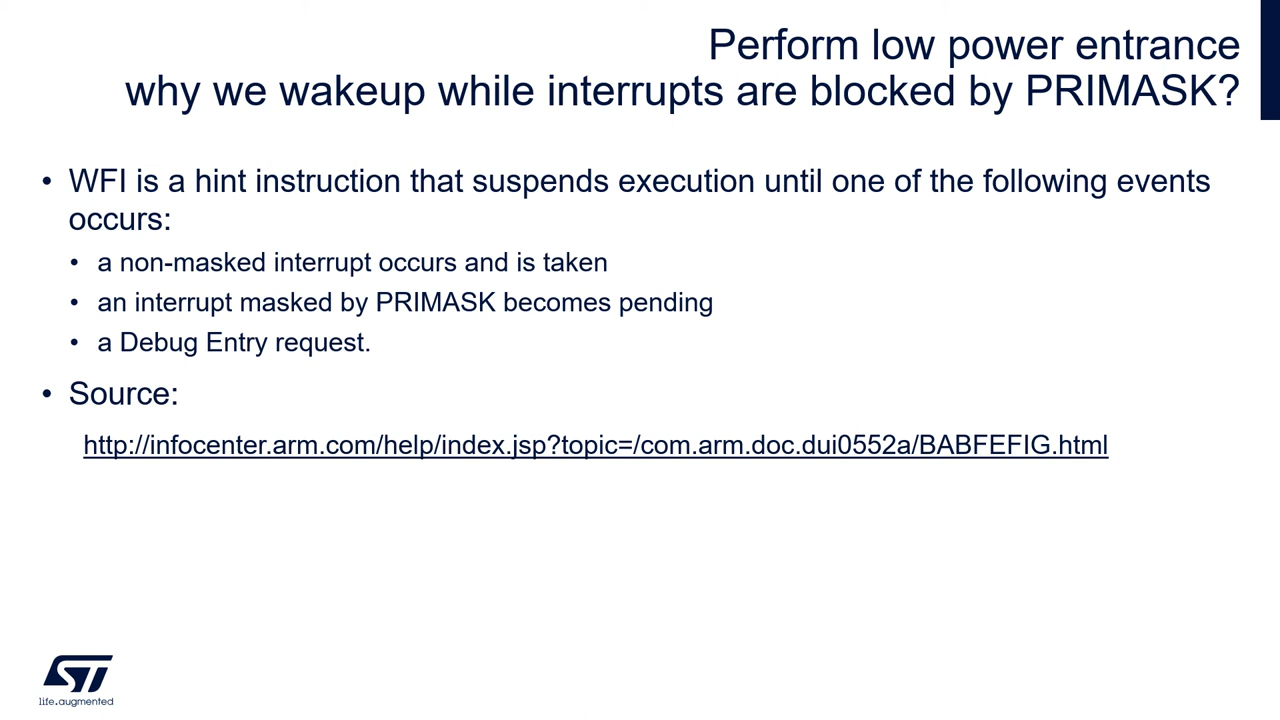 Perform low power entrance
why we wakeup while interrupts are blocked by PRIMASK?
• WFI is a hint instruction that suspends execution until one of the following events
occurs:
• a non-masked interrupt occurs and is taken
• an interrupt masked by PRIMASK becomes pending
• a Debug Entry request.
• Source:
http://infocenter.arm.com/help/index.jsp?topic=/com.arm.doc.dui0552a/BABFEFIG.html
ST
life.augmented